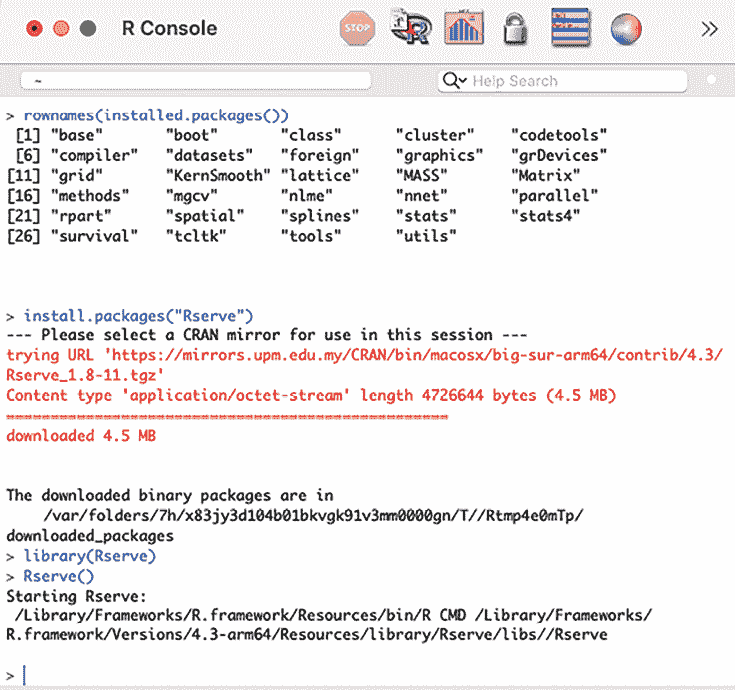 R Console
STOP
R
~
Help Search
> rownames(installed.packages())
[1] "base" "boot" "class" "cluster" "codetools"
[6] "compiler" "datasets" "foreign" "graphics" "grDevices"
[11] "grid" "KernSmooth" "lattice" "MASS" "Matrix"
[16] "methods" "mgcv" "nlme" "nnet" "parallel"
[21] "rpart" "spatial" "splines" "stats" "stats4"
[26] "survival" "tcltk" "tools" "utils"
> install.packages("Rserve")
--- Please select a CRAN mirror for use in this session ---
trying URL 'https://mirrors.upm.edu.my/CRAN/bin/macosx/big-sur-arm64/contrib/4.3/
Rserve_1.8-11.tgz'
Content type 'application/octet-stream' length 4726644 bytes (4.5 MB)
==================================================
downloaded 4.5 MB
The downloaded binary packages are in
/var/folders/7h/x83jy3d104b01bkvgk91v3mm0000gn/T//Rtmp4e0mTp/
downloaded_packages
> library(Rserve)
> Rserve()
Starting Rserve:
/Library/Frameworks/R.framework/Resources/bin/R CMD /Library/Frameworks/
R.framework/Versions/4.3-arm64/Resources/library/Rserve/libs//Rserve
>